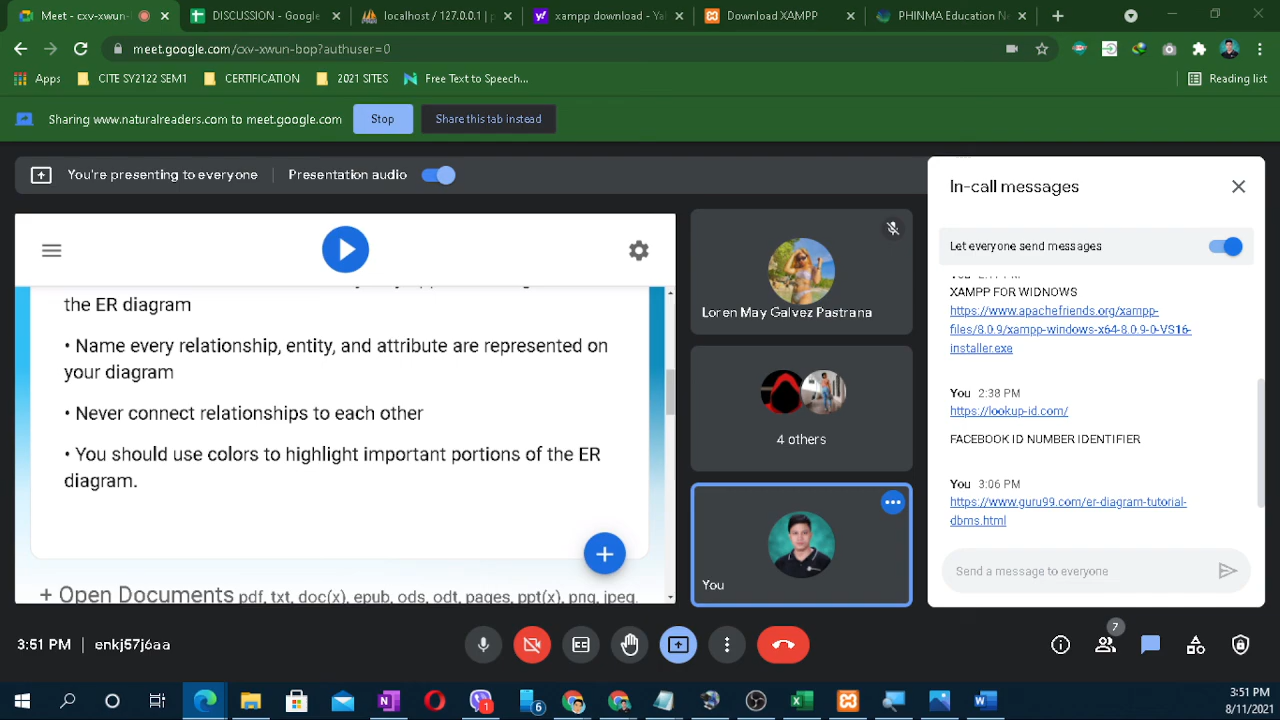 Meet - cxv-xwun-bop
DISCUSSION - Google
localhost / 127.0.0.1 | p
xampp download - Ya
Download XAMPP
PHINMA Education Ne
meet.google.com/cxv-xwun-bop?authuser=0
Apps
CITE SY2122 SEM1
CERTIFICATION
2021 SITES
Free Text to Speech...
Reading list
Sharing www.naturalreaders.com to meet.google.com
Stop
Share this tab instead
You're presenting to everyone
Presentation audio
the ER diagram
• Name every relationship, entity, and attribute are represented on
your diagram
• Never connect relationships to each other
• You should use colors to highlight important portions of the ER
diagram.
+ Open Documents pdf, txt, doc(x), epub, ods, odt, pages, ppt(x), png, jpeg.
Loren May Galvez Pastrana
4 others
You
In-call messages
Let everyone send messages
XAMPP FOR WIDNOWS
https://www.apachefriends.org/xampp-
files/8.0.9/xampp-windows-x64-8.0.9-0-VS16-
installer.exe
You 2:38 PM
https://lookup-id.com/
FACEBOOK ID NUMBER IDENTIFIER
You 3:06 PM
https://www.guru99.com/er-diagram-tutorial-
dbms.html
Send a message to everyone
3:51 PM | enkj57j6aa
7
1
6
3:51 PM
8/11/2021